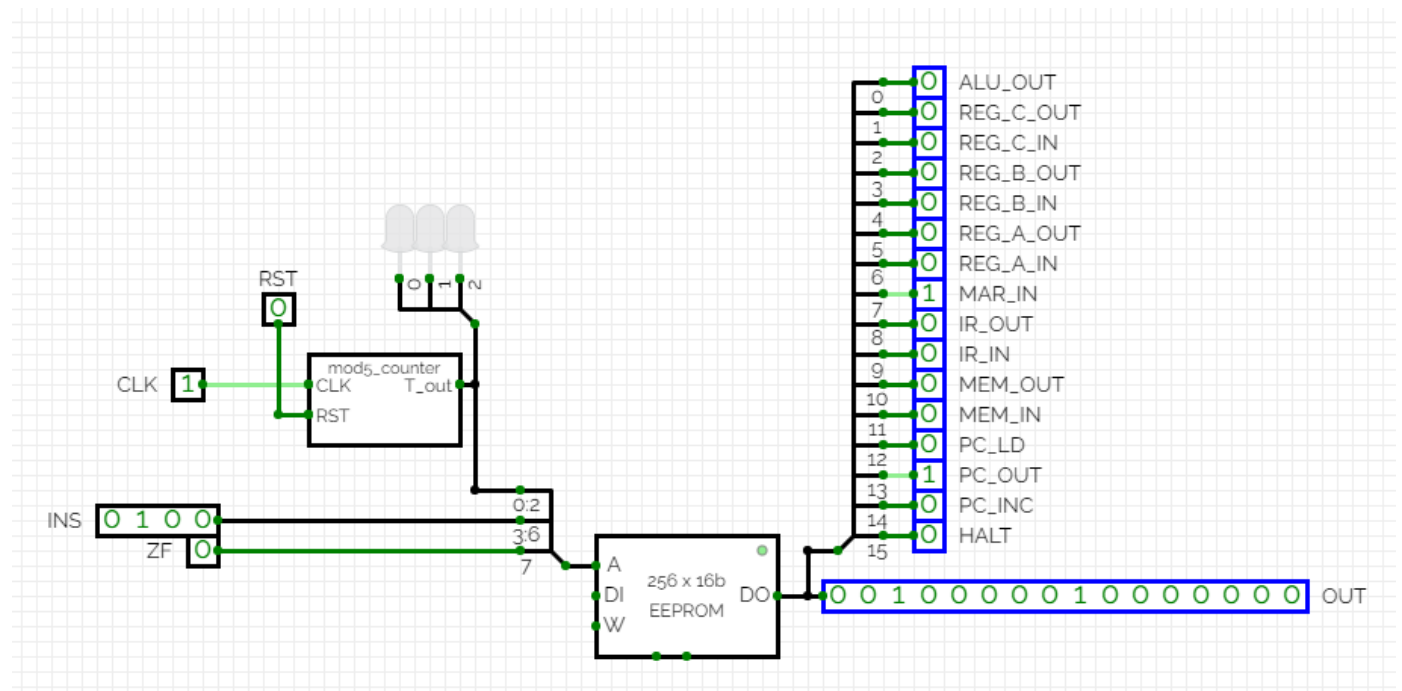 0 ALU_OUT
0
0 REG_C_OUT
1
0 REG_C_IN
2
0 REG_B_OUT
3
0 REG_B_IN
4
0 REG_A_OUT
5
0 REG_A_IN
6
1 MAR_IN
7
0 IR_OUT
8
0 IR_IN
9
0 MEM_OUT
10
0 MEM_IN
11
0 PC_LD
12
1 PC_OUT
13
0 PC_INC
14
0 HALT
15
0 1 2
RST
0
mod5_counter
CLK 1 CLK T_out
RST
0:2
INS 0 1 0 0
3:6
ZF 0
7
A
256 x 16b
DI DO
EEPROM
W
0 0 1 0 0 0 0 0 1 0 0 0 0 0 0 0 OUT